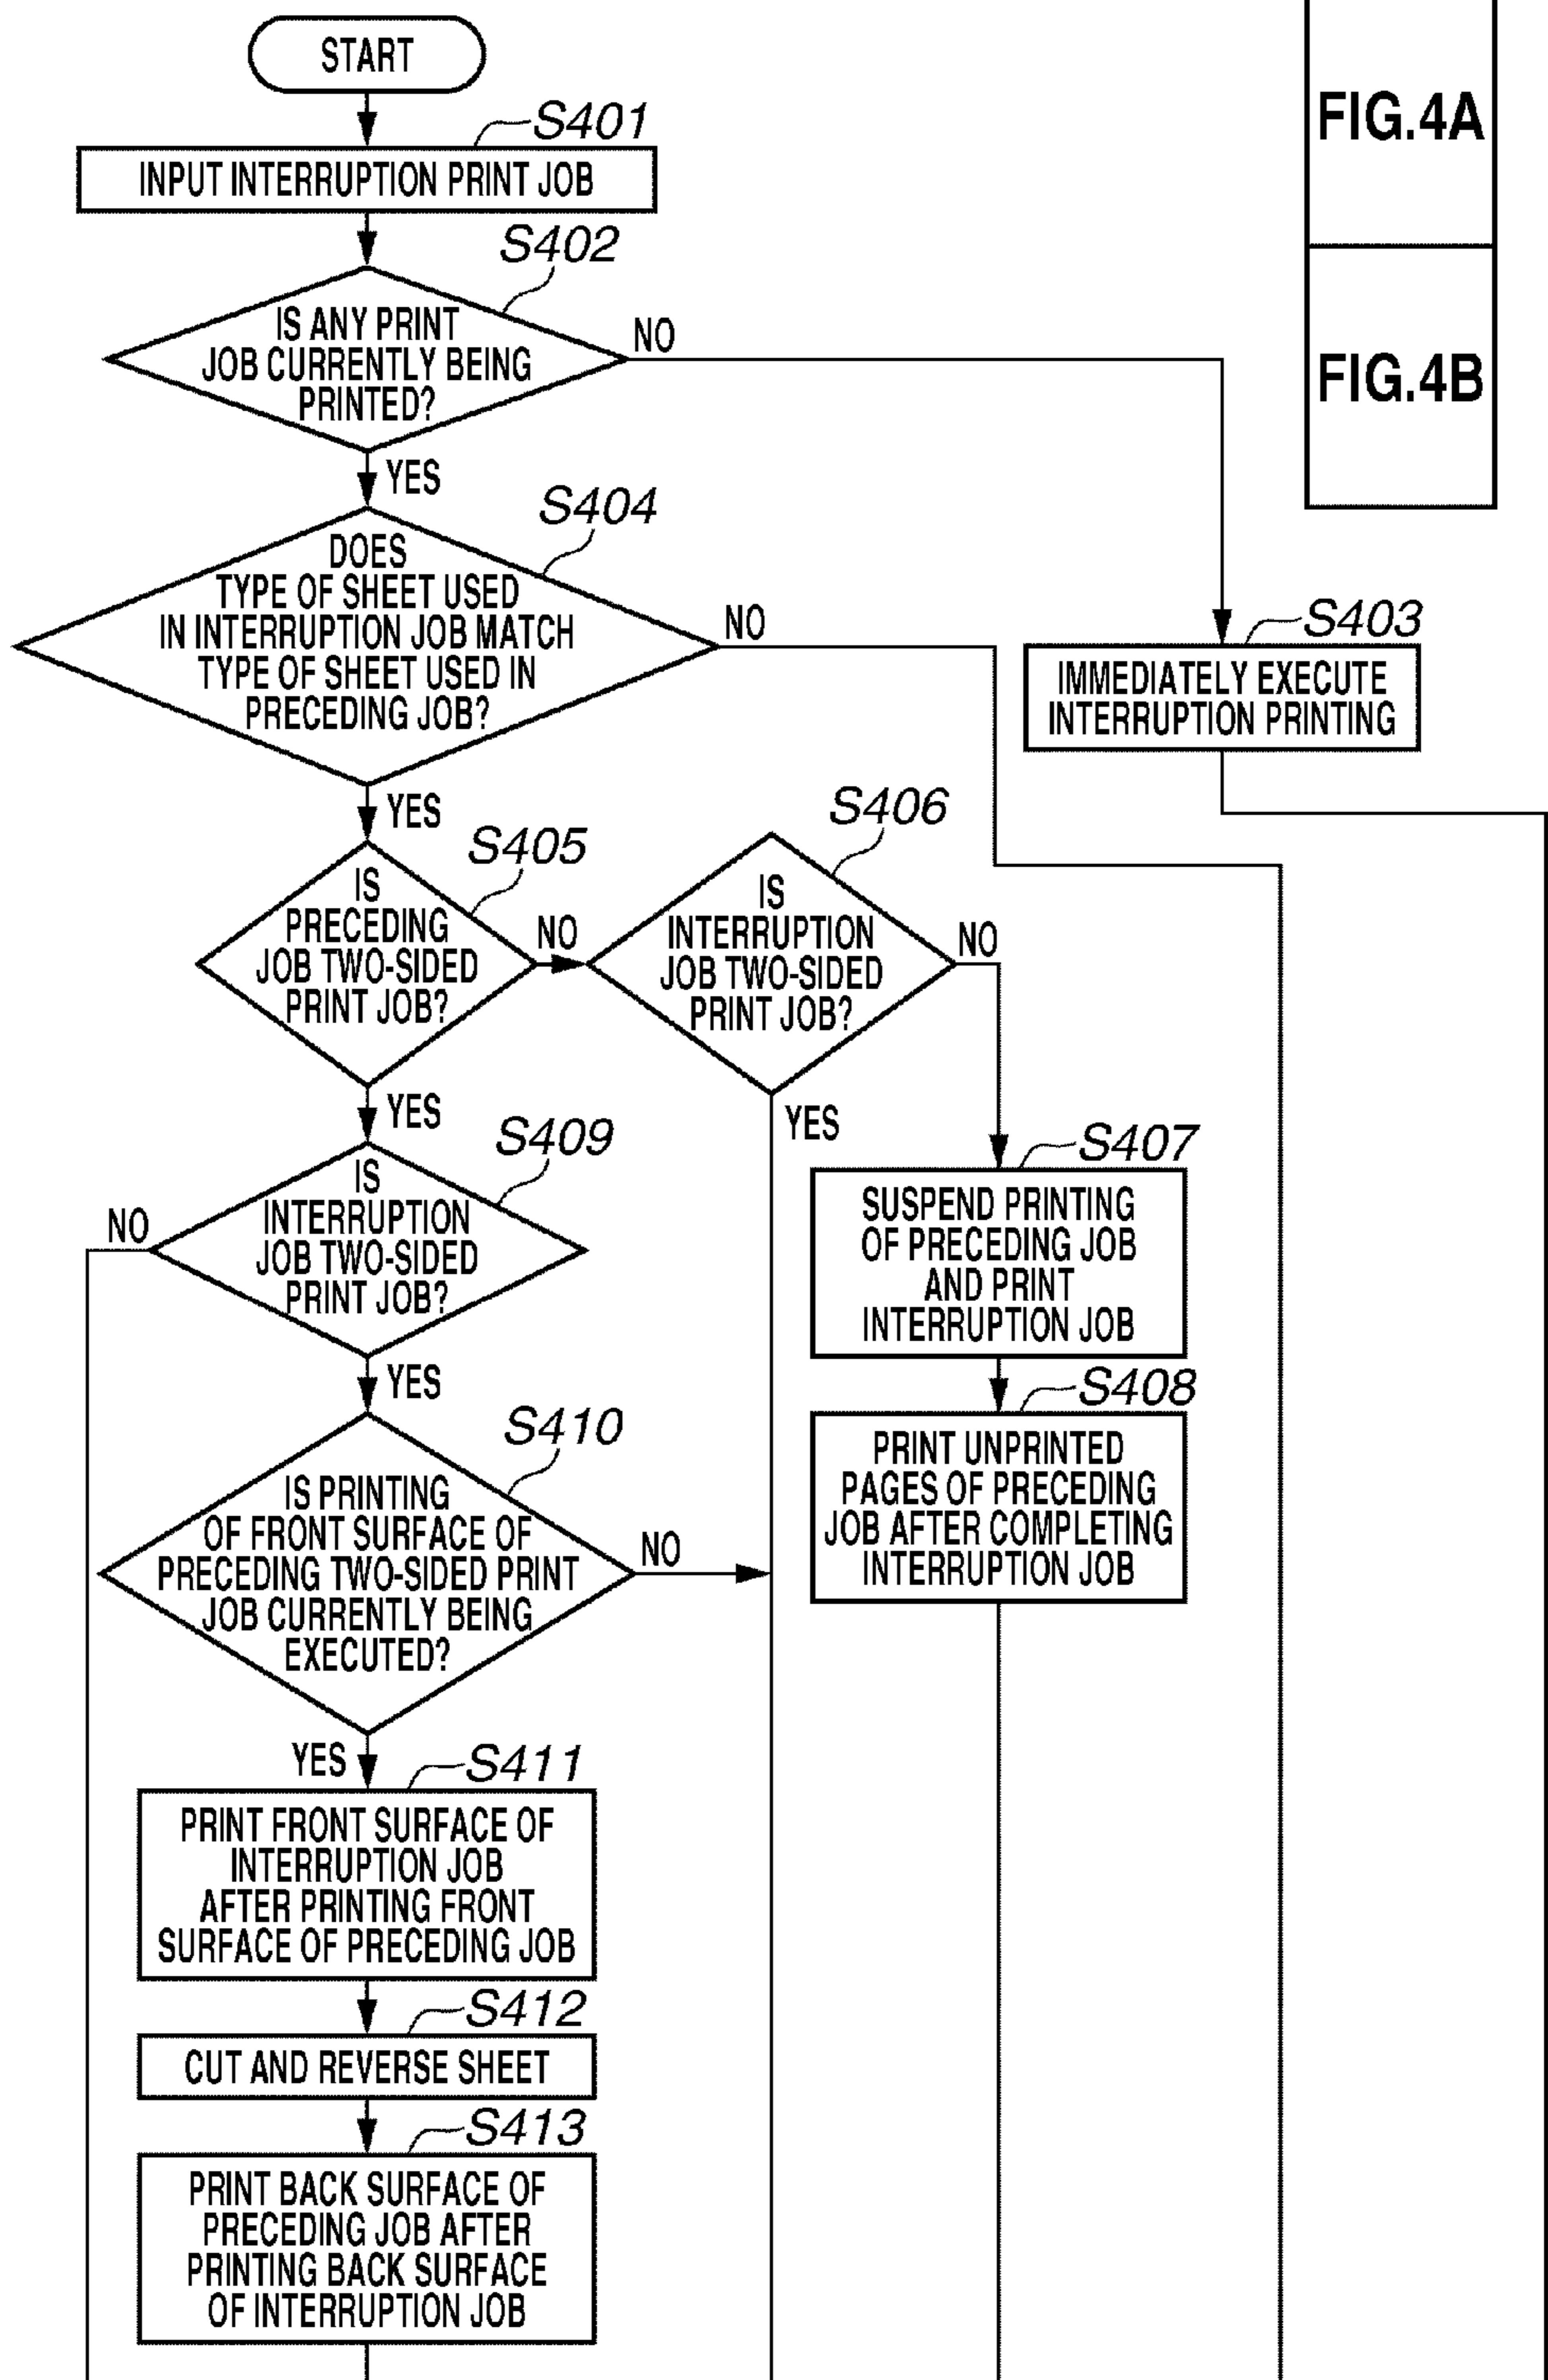 START
S401
INPUT INTERRUPTION PRINT JOB
S402
IS ANY PRINT
JOB CURRENTLY BEING
PRINTED?
NO
YES
FIG.4A
FIG.4B
S404
DOES
TYPE OF SHEET USED
IN INTERRUPTION JOB MATCH
TYPE OF SHEET USED IN
PRECEDING JOB?
NO
YES
S403
IMMEDIATELY EXECUTE
INTERRUPTION PRINTING
S405
IS
PRECEDING
JOB TWO-SIDED
PRINT JOB?
NO
YES
S406
IS
INTERRUPTION
JOB TWO-SIDED
PRINT JOB?
NO
YES
S407
SUSPEND PRINTING
OF PRECEDING JOB
AND PRINT
INTERRUPTION JOB
S408
PRINT UNPRINTED
PAGES OF PRECEDING
JOB AFTER COMPLETING
INTERRUPTION JOB
S409
IS
INTERRUPTION
JOB TWO-SIDED
PRINT JOB?
NO
YES
S410
IS PRINTING
OF FRONT SURFACE OF
PRECEDING TWO-SIDED PRINT
JOB CURRENTLY BEING
EXECUTED?
NO
YES
S411
PRINT FRONT SURFACE OF
INTERRUPTION JOB
AFTER PRINTING FRONT
SURFACE OF PRECEDING JOB
S412
CUT AND REVERSE SHEET
S413
PRINT BACK SURFACE OF
PRECEDING JOB AFTER
PRINTING BACK SURFACE
OF INTERRUPTION JOB